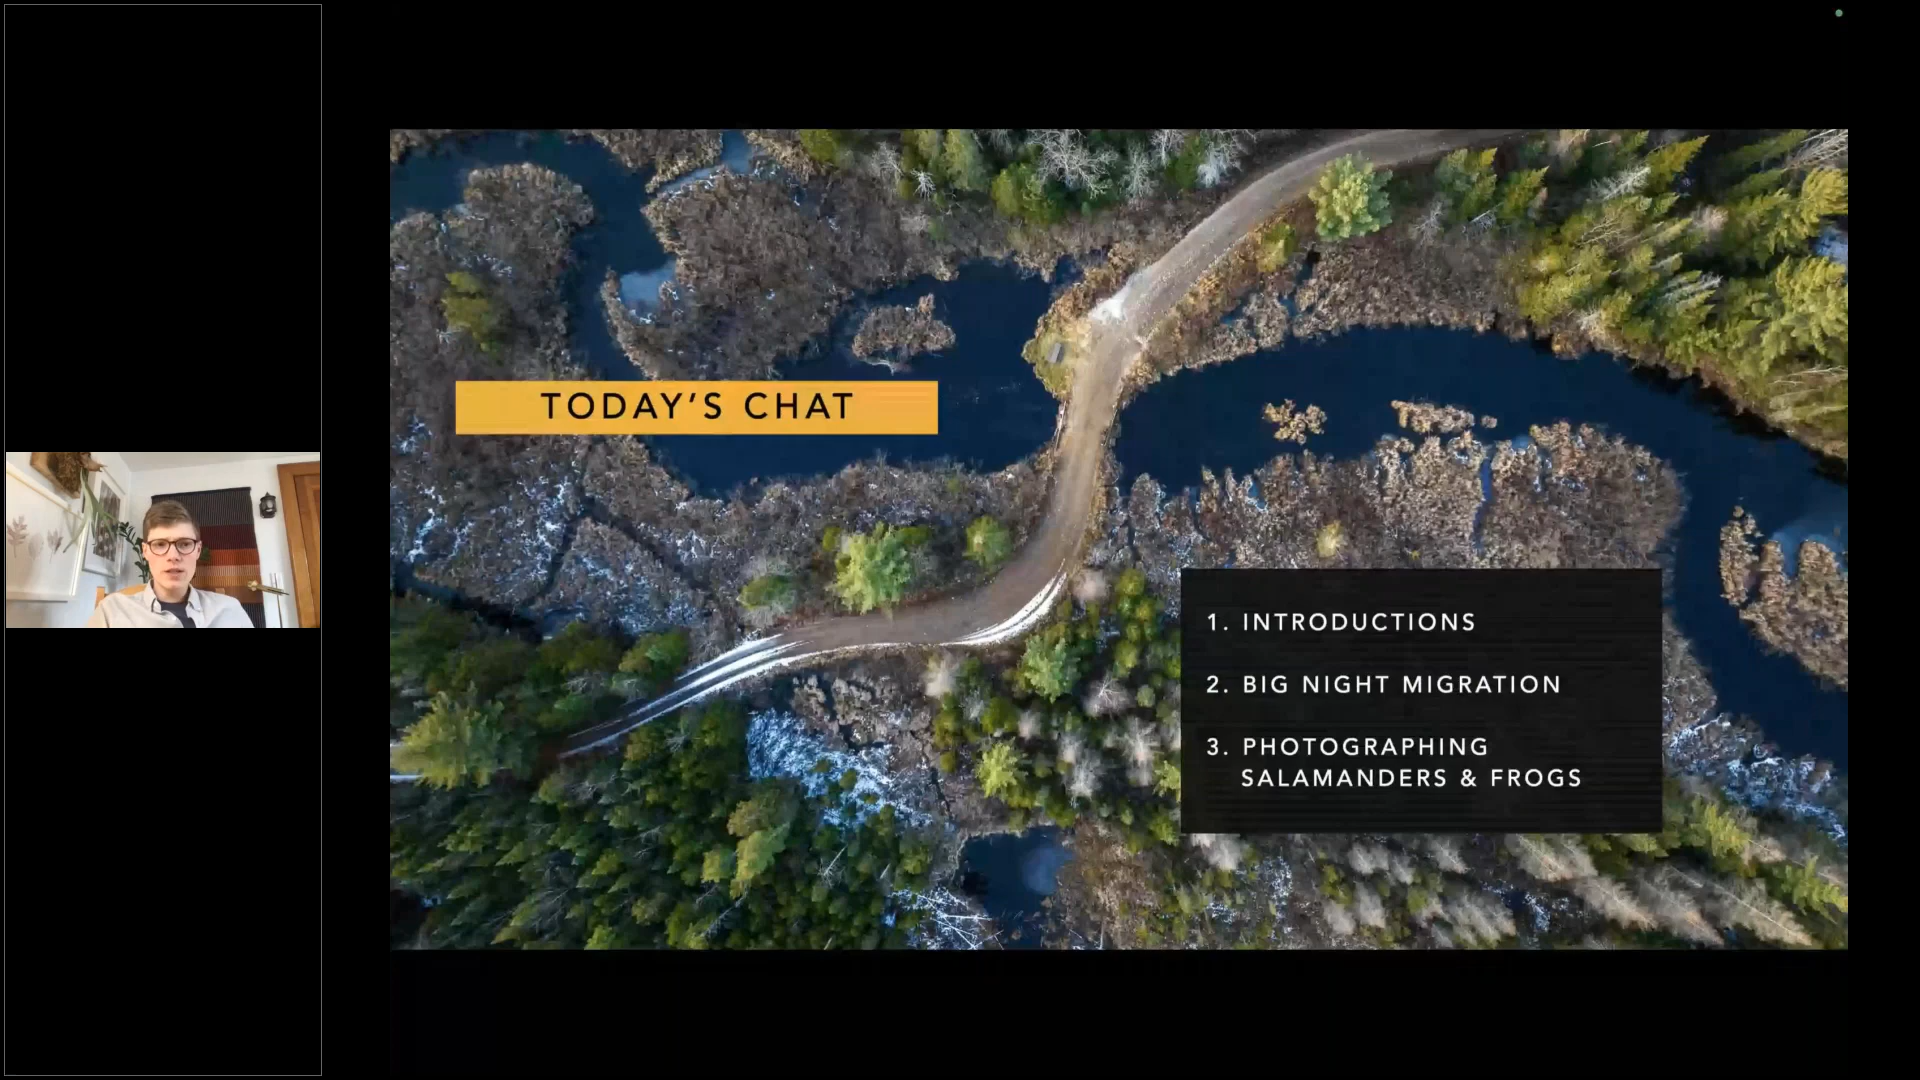 TODAY'S CHAT
1. INTRODUCTIONS
2. BIG NIGHT MIGRATION
3. PHOTOGRAPHING
SALAMANDERS & FROGS